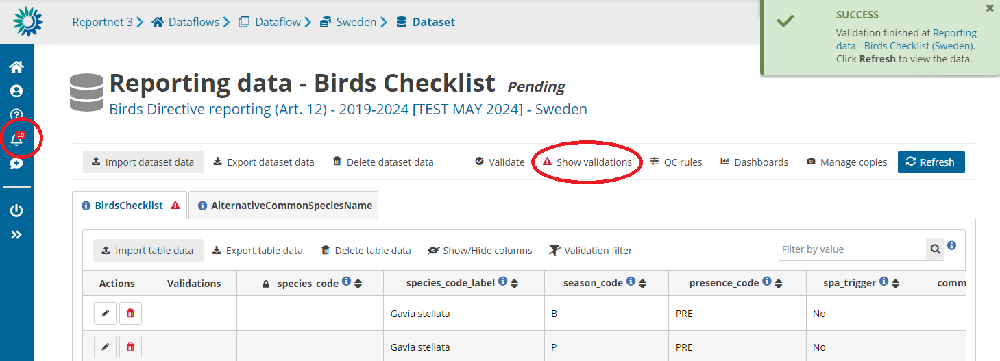 Reportnet 3 Dataflows Dataflow Sweden Dataset
SUCCESS
Validation finished at Reporting
data - Birds Checklist (Sweden).
Click Refresh to view the data.
Reporting data - Birds Checklist Pending
Birds Directive reporting (Art. 12) - 2019-2024 [TEST MAY 2024] - Sweden
10
Import dataset data Export dataset data Delete dataset data Validate Show validations QC rules Dashboards Manage copies Refresh
BirdsChecklist AlternativeCommonSpeciesName
Import table data Export table data Delete table data Show/Hide columns Validation filter Filter by value
Actions Validations species_code species_code_label season_code presence_code spa_trigger comm
Gavia stellata B PRE No
Gavia stellata P PRE No